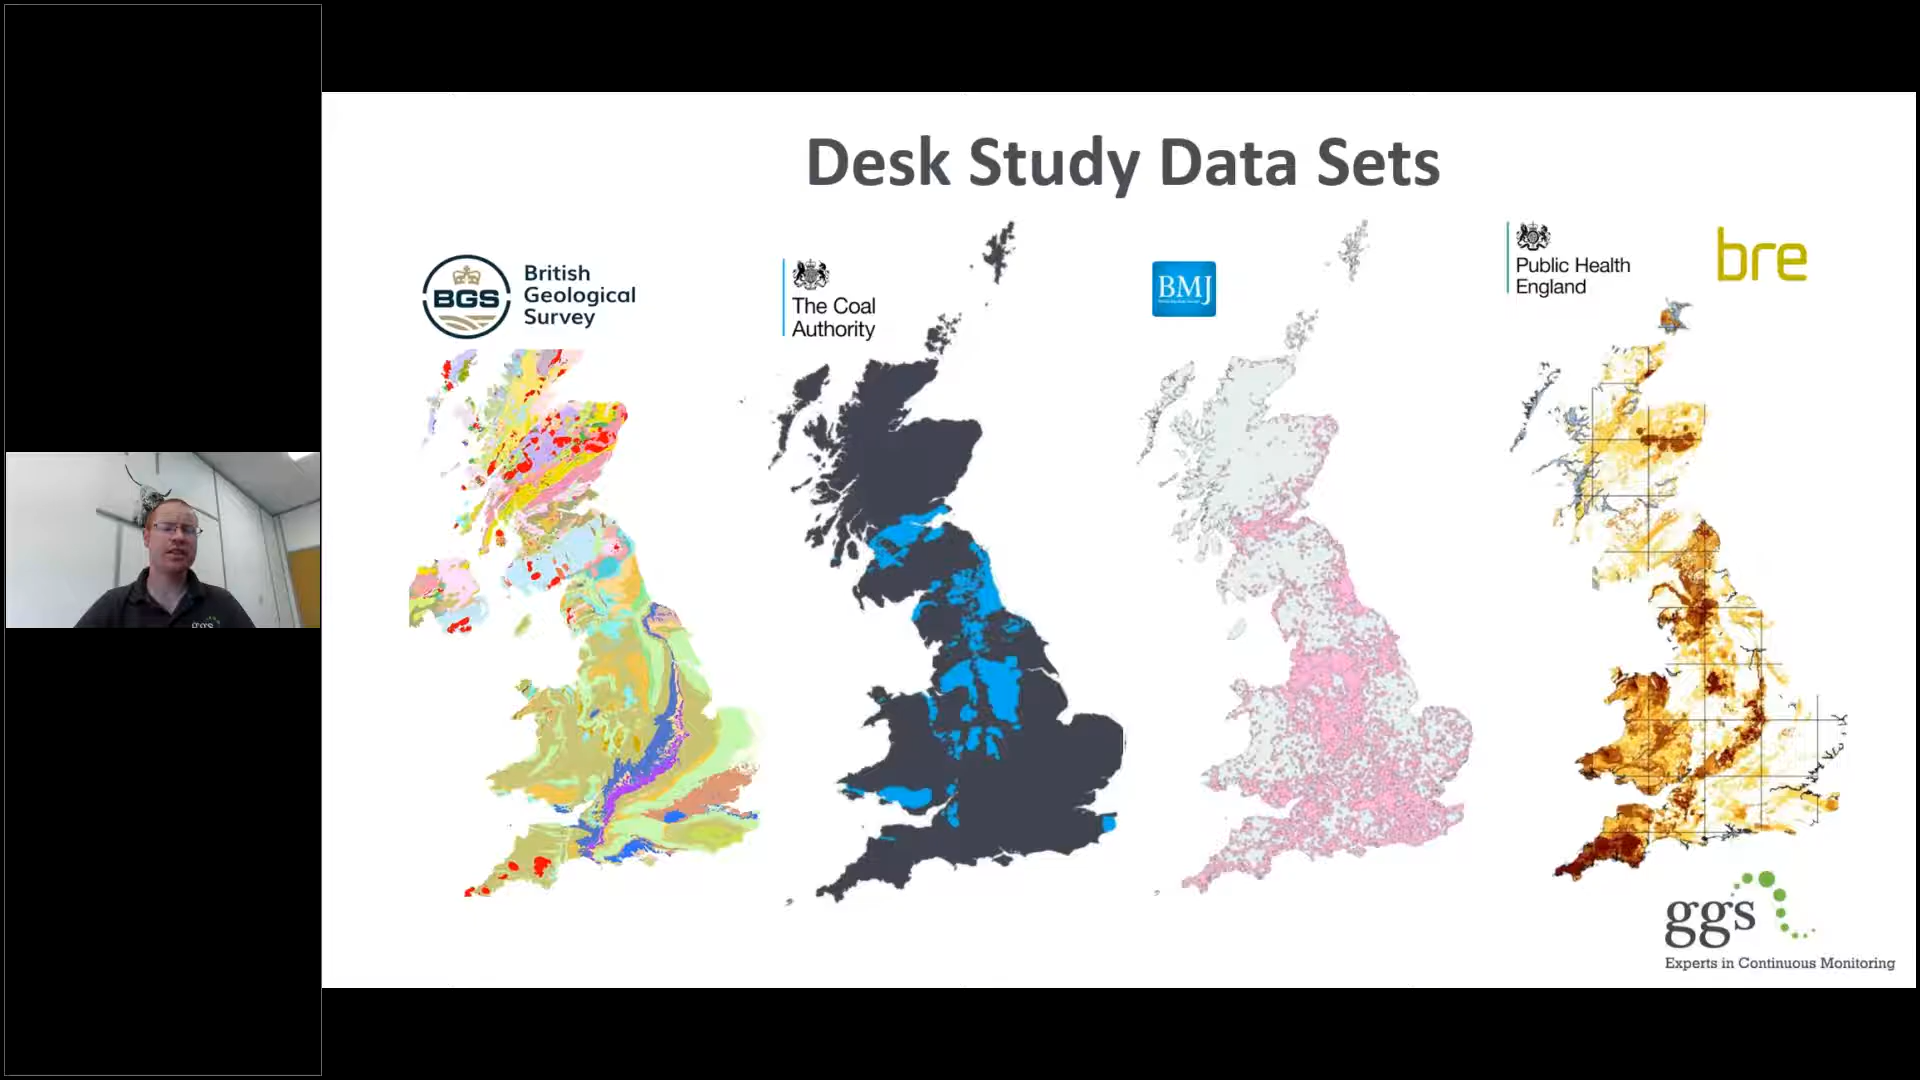 Desk Study Data Sets
BGS
British
Geological
Survey
The Coal
Authority
BMJ
Public Health
England
bre
ggs
Experts in Continuous Monitoring
ggs